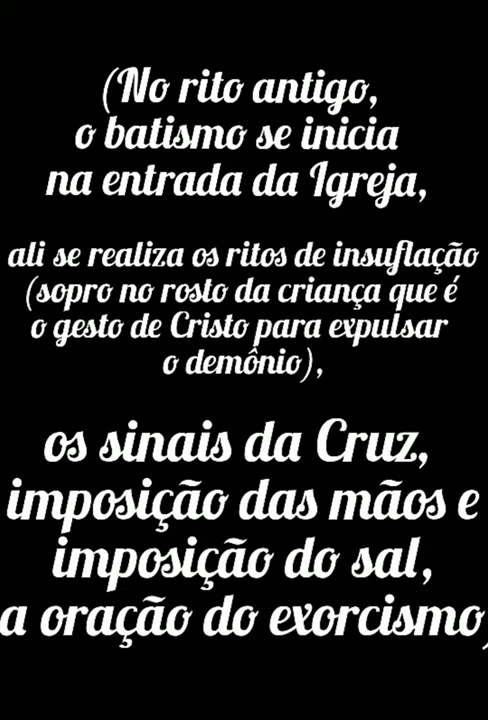 (No rito antigo,
o batismo se inicia
na entrada da Igreja,
ali se realiza os ritos de insuflação
(sopro no rosto da criança que é
o gesto de Cristo para expulsar
o demônio),
os sinais da Cruz,
imposição das mãos e
imposição do sal,
a oração do exorcismo)